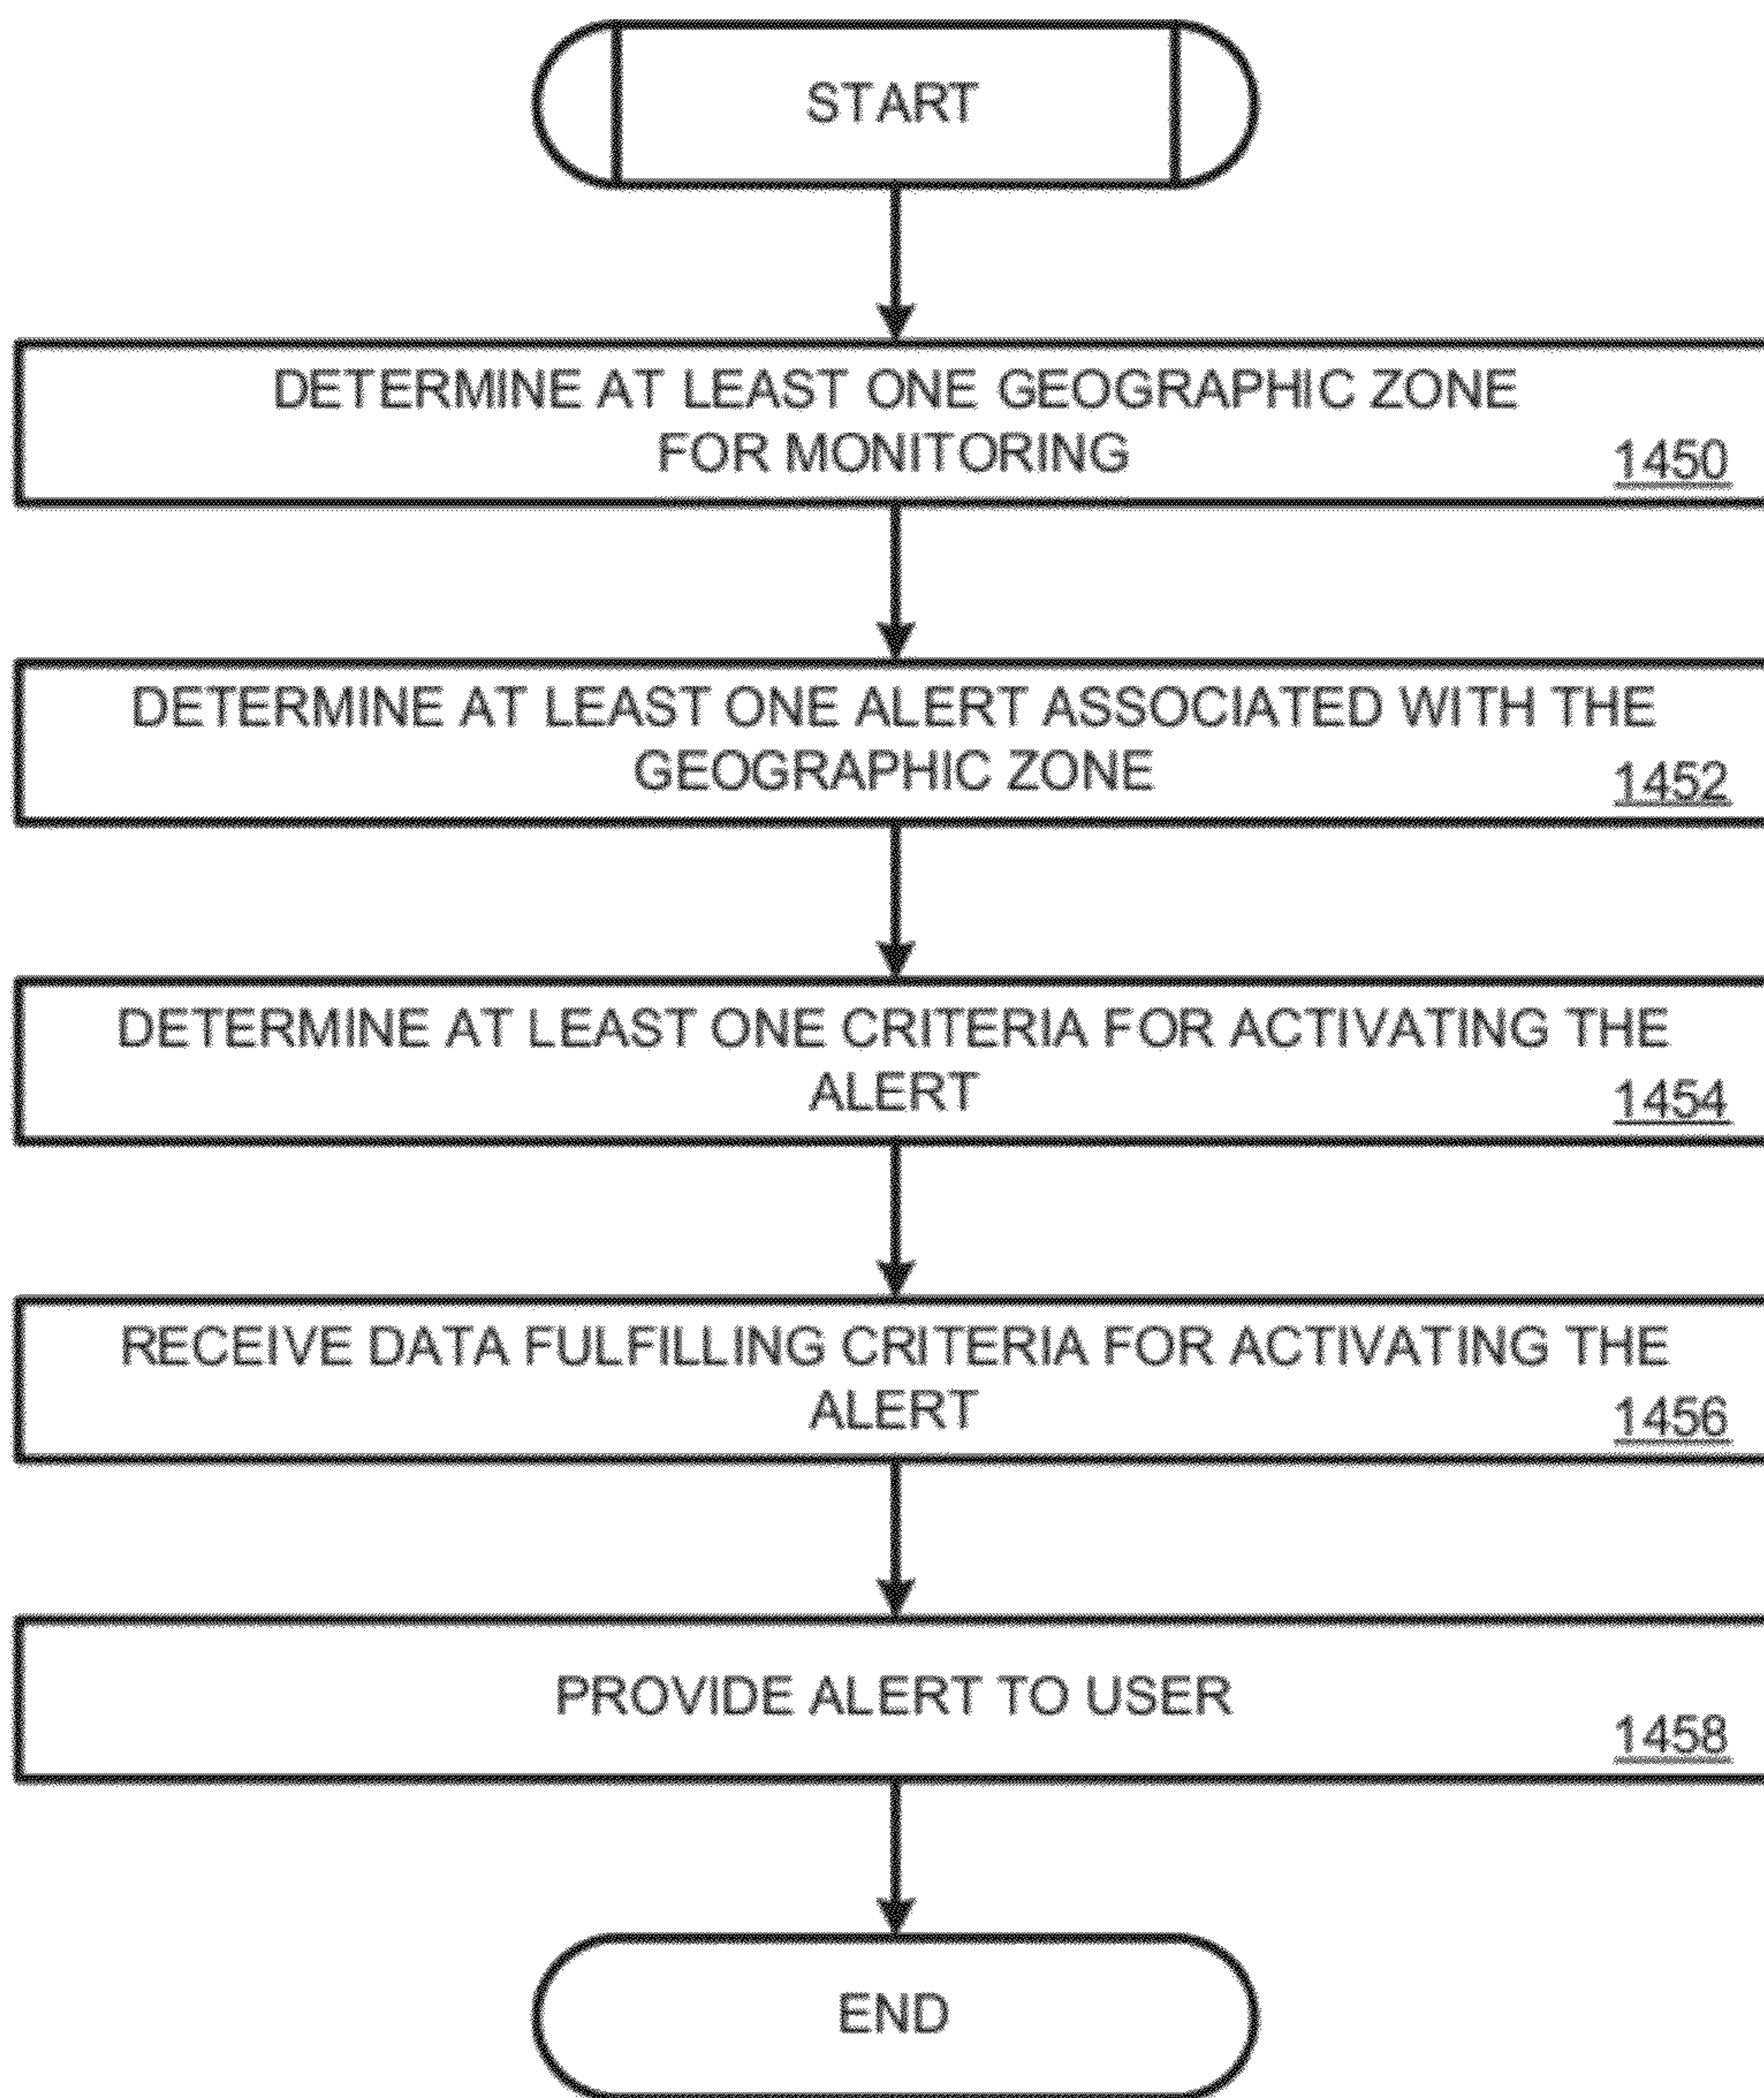 START
DETERMINE AT LEAST ONE GEOGRAPHIC ZONE
FOR MONITORING
1450
DETERMINE AT LEAST ONE ALERT ASSOCIATED WITH THE
GEOGRAPHIC ZONE
1452
DETERMINE AT LEAST ONE CRITERIA FOR ACTIVATING THE
ALERT
1454
RECEIVE DATA FULFILLING CRITERIA FOR ACTIVATING THE
ALERT
1456
PROVIDE ALERT TO USER
1458
END